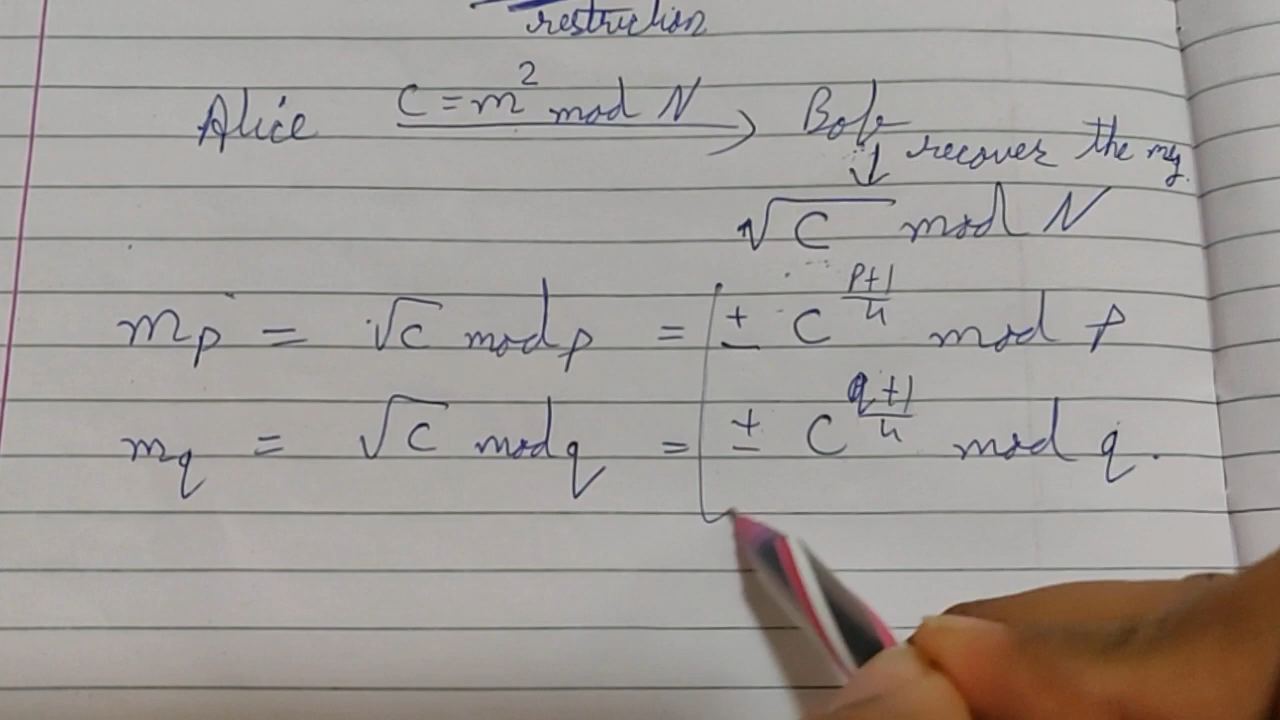 restriction
Alice C = m² mod N Bob
↓ recover the msg.
√C mod N
mp = √c mod p = ± C^(p+1)/4 mod p
mq = √c mod q = ± C^(q+1)/4 mod q.